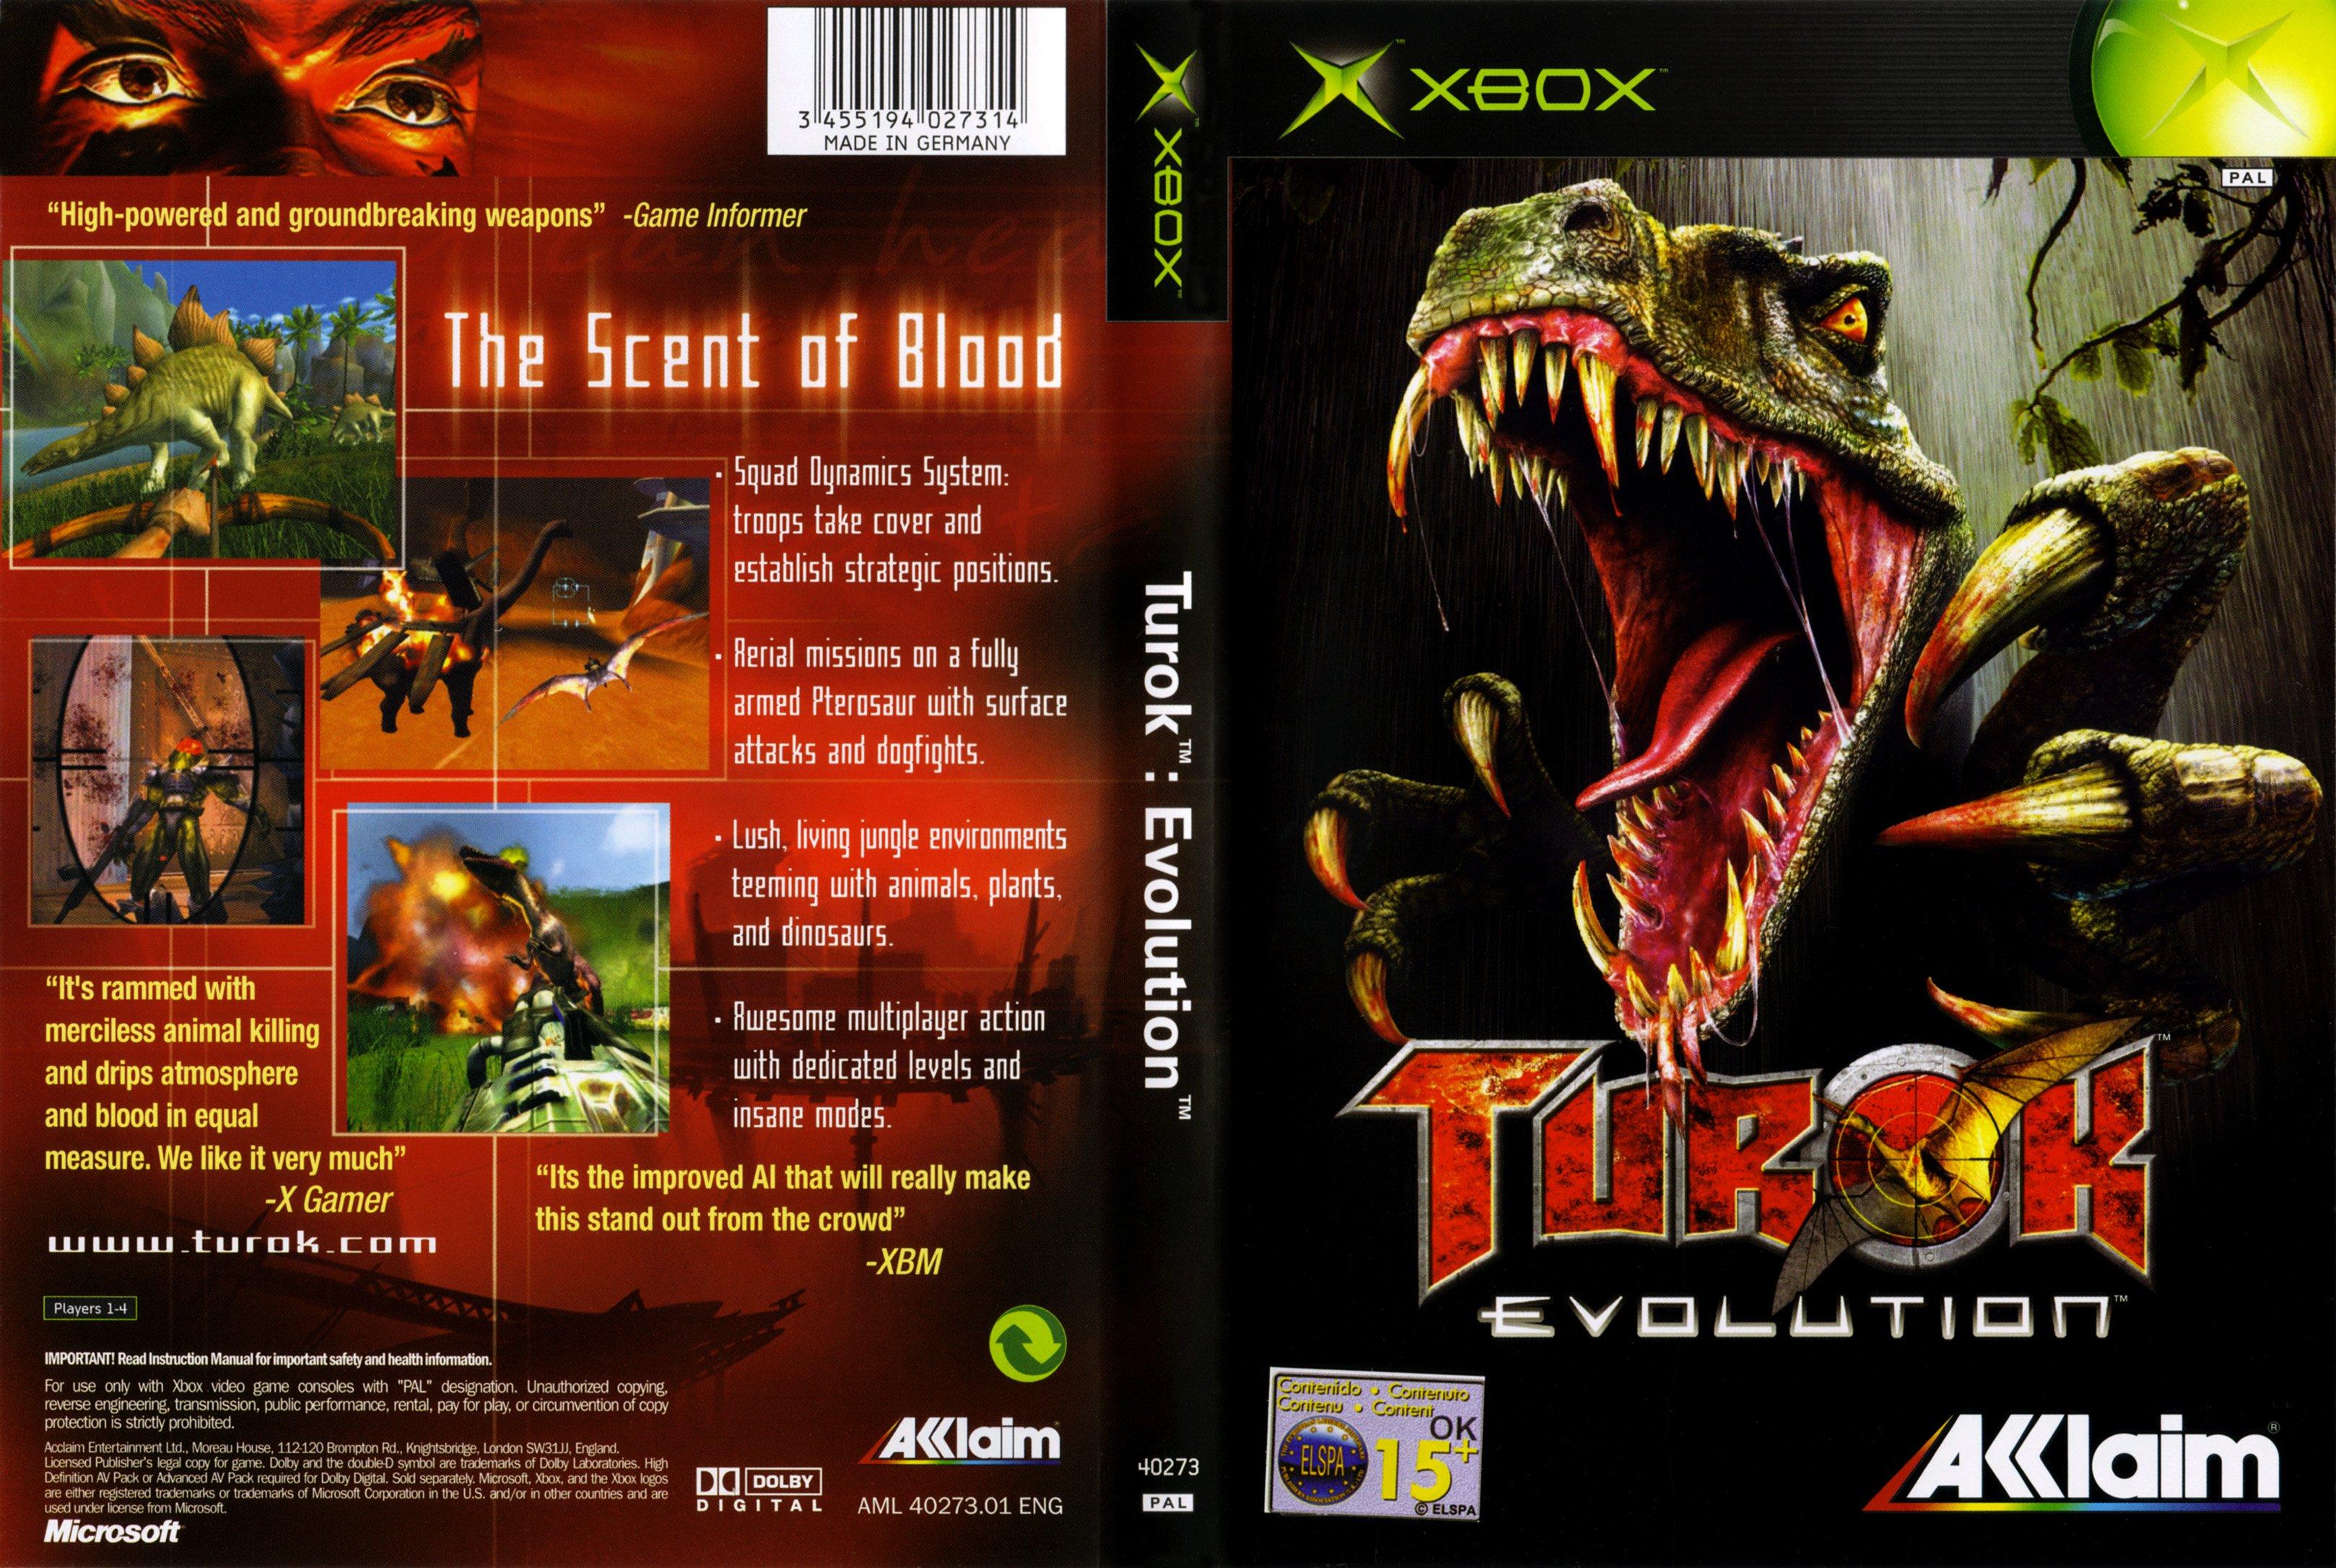 3 455194 027314
MADE IN GERMANY
“High-powered and groundbreaking weapons” -Game Informer
The Scent of Blood
· Squad Dynamics System:
troops take cover and
establish strategic positions.
· Aerial missions on a fully
armed Pterosaur with surface
attacks and dogfights.
· Lush, living jungle environments
teeming with animals, plants,
and dinosaurs.
· Awesome multiplayer action
with dedicated levels and
insane modes.
“It's rammed with
merciless animal killing
and drips atmosphere
and blood in equal
measure. We like it very much”
-X Gamer
“Its the improved AI that will really make
this stand out from the crowd”
-XBM
www.turok.com
Players 1-4
IMPORTANT! Read Instruction Manual for important safety and health information.
For use only with Xbox video game consoles with "PAL" designation. Unauthorized copying,
reverse engineering, transmission, public performance, rental, pay for play, or circumvention of copy
protection is strictly prohibited.
Acclaim Entertainment Ltd., Moreau House, 112-120 Brompton Rd., Knightsbridge, London SW31JJ, England.
Licensed Publisher's legal copy for game. Dolby and the double-D symbol are trademarks of Dolby Laboratories. High
Definition AV Pack or Advanced AV Pack required for Dolby Digital. Sold separately. Microsoft, Xbox, and the Xbox logos
are either registered trademarks or trademarks of Microsoft Corporation in the U.S. and/or in other countries and are
used under license from Microsoft.
Microsoft
DOLBY
DIGITAL
AKklaim
AML 40273.01 ENG
XBOX™
Turok™: Evolution™
40273
PAL
XBOX™
PAL
TUROK™
EVOLUTION™
Contenido • Contenuto
Contenu • Content
OK
ELSPA
15+
© ELSPA
AKklaim®